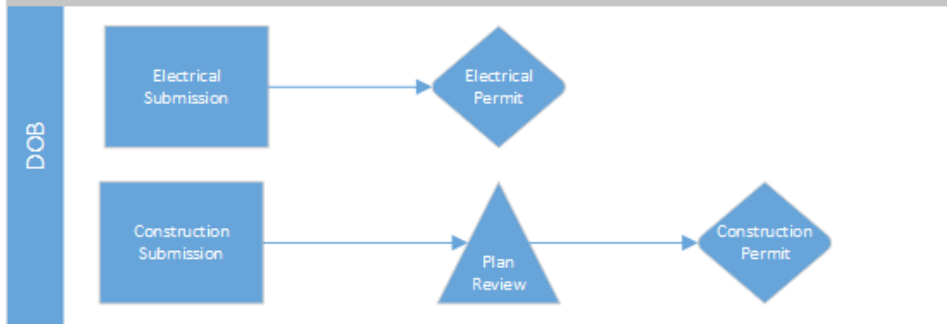 DOB
Electrical
Submission
Electrical
Permit
Construction
Submission
Plan
Review
Construction
Permit